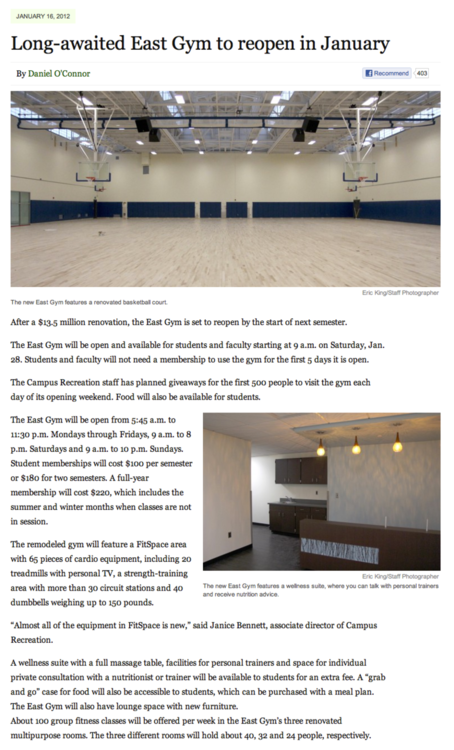 JANUARY 16, 2012
Long-awaited East Gym to reopen in January
By Daniel O'Connor
Recommend 403
Eric King/Staff Photographer
The new East Gym features a renovated basketball court.
After a $13.5 million renovation, the East Gym is set to reopen by the start of next semester.
The East Gym will be open and available for students and faculty starting at 9 a.m. on Saturday, Jan.
28. Students and faculty will not need a membership to use the gym for the first 5 days it is open.
The Campus Recreation staff has planned giveaways for the first 500 people to visit the gym each
day of its opening weekend. Food will also be available for students.
The East Gym will be open from 5:45 a.m. to
11:30 p.m. Mondays through Fridays, 9 a.m. to 8
p.m. Saturdays and 9 a.m. to 10 p.m. Sundays.
Student memberships will cost $100 per semester
or $180 for two semesters. A full-year
membership will cost $220, which includes the
summer and winter months when classes are not
in session.
The remodeled gym will feature a FitSpace area
with 65 pieces of cardio equipment, including 20
treadmills with personal TV, a strength-training
area with more than 30 circuit stations and 40
dumbbells weighing up to 150 pounds.
Eric King/Staff Photographer
The new East Gym features a wellness suite, where you can talk with personal trainers
and receive nutrition advice.
“Almost all of the equipment in FitSpace is new,” said Janice Bennett, associate director of Campus
Recreation.
A wellness suite with a full massage table, facilities for personal trainers and space for individual
private consultation with a nutritionist or trainer will be available to students for an extra fee. A “grab
and go” case for food will also be accessible to students, which can be purchased with a meal plan.
The East Gym will also have lounge space with new furniture.
About 100 group fitness classes will be offered per week in the East Gym's three renovated
multipurpose rooms. The three different rooms will hold about 40, 32 and 24 people, respectively.